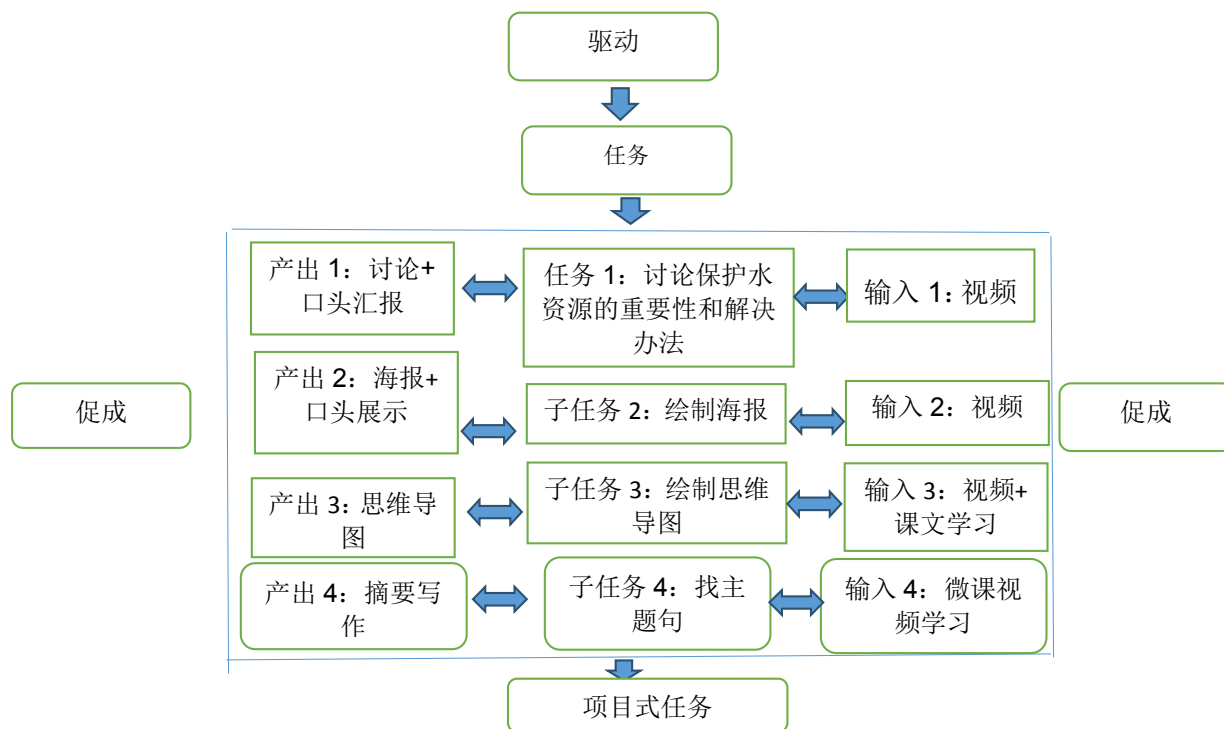 驱动
任务
产出 1：讨论+
口头汇报
任务 1：讨论保护水
资源的重要性和解决
办法
输入 1：视频
产出 2：海报+
口头展示
子任务 2：绘制海报
输入 2：视频
促成
促成
产出 3：思维导
图
子任务 3：绘制思维
导图
输入 3：视频+
课文学习
产出 4：摘要写
作
子任务 4：找主
题句
输入 4：微课视
频学习
项目式任务